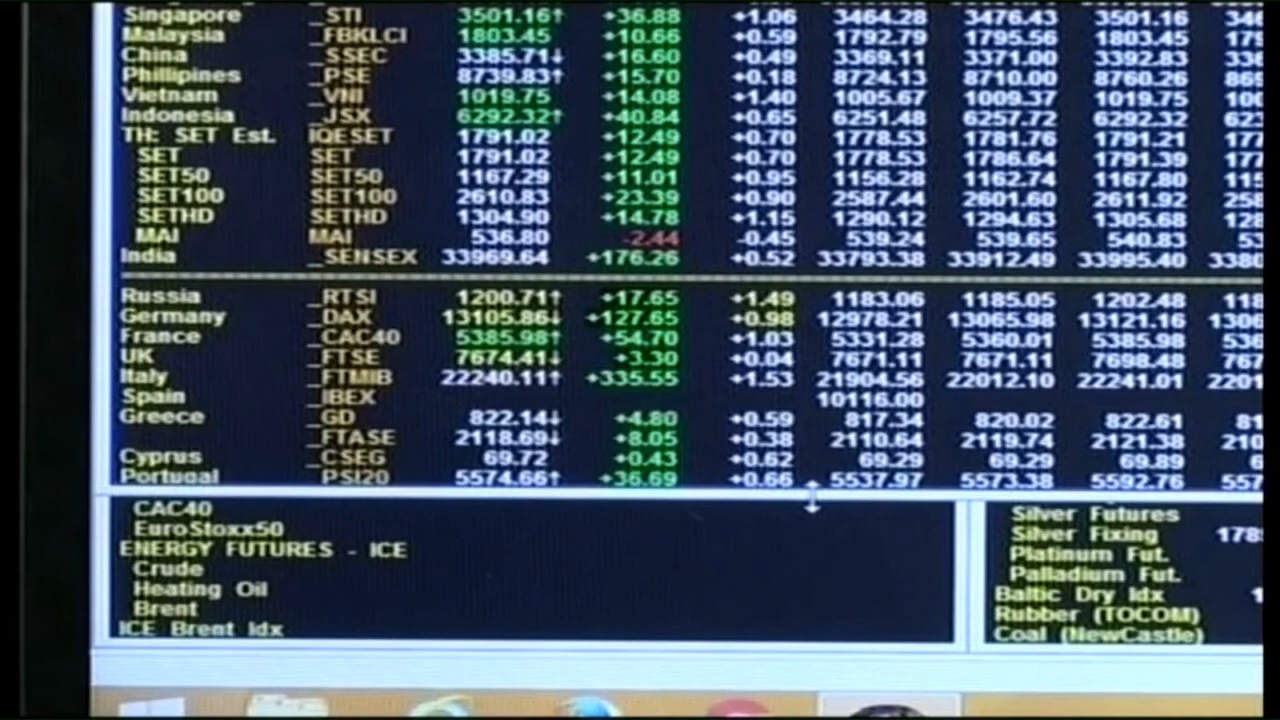 Singapore _STI 3501.16↑ +36.88 +1.06 3464.28 3476.43 3501.16
Malaysia _FBKLCI 1803.45 +10.66 +0.59 1792.79 1795.56 1803.45
China _SSEC 3385.71↓ +16.60 +0.49 3369.11 3371.00 3392.83
Phillipines _PSE 8739.83↑ +15.70 +0.18 8724.13 8710.00 8760.26
Vietnam _VNI 1019.75 +14.08 +1.40 1005.67 1009.37 1019.75
Indonesia _JSX 6292.32↑ +40.84 +0.65 6251.48 6257.72 6292.32
TH: SET Est. IQESET 1791.02 +12.49 +0.70 1778.53 1781.76 1791.21
SET SET 1791.02 +12.49 +0.70 1778.53 1786.64 1791.39
SET50 SET50 1167.29 +11.01 +0.95 1156.28 1162.74 1167.80
SET100 SET100 2610.83 +23.39 +0.90 2587.44 2601.60 2611.92
SETHD SETHD 1304.90 +14.78 +1.15 1290.12 1294.63 1305.68
MAI MAI 536.80 -2.44 -0.45 539.24 539.65 540.83
India _SENSEX 33969.64 +176.26 +0.52 33793.38 33912.49 33995.40
Russia _RTSI 1200.71↑ +17.65 +1.49 1183.06 1185.05 1202.48
Germany _DAX 13105.86↓ +127.65 +0.98 12978.21 13065.98 13121.16
France _CAC40 5385.98↑ +54.70 +1.03 5331.28 5360.01 5385.98
UK _FTSE 7674.41↓ +3.30 +0.04 7671.11 7671.11 7698.48
Italy _FTMIB 22240.11↑ +335.55 +1.53 21904.56 22012.10 22241.01
Spain _IBEX 10116.00
Greece _GD 822.14↓ +4.80 +0.59 817.34 820.02 822.61
_FTASE 2118.69↓ +8.05 +0.38 2110.64 2119.74 2121.38
Cyprus _CSEG 69.72 +0.43 +0.62 69.29 69.29 69.89
Portugal _PSI20 5574.66↑ +36.69 +0.66 5537.97 5573.38 5592.76
CAC40
EuroStoxx50
ENERGY FUTURES - ICE
Crude
Heating Oil
Brent
ICE Brent Idx
Silver Futures
Silver Fixing
Platinum Fut.
Palladium Fut.
Baltic Dry Idx
Rubber (TOCOM)
Coal (NewCastle)